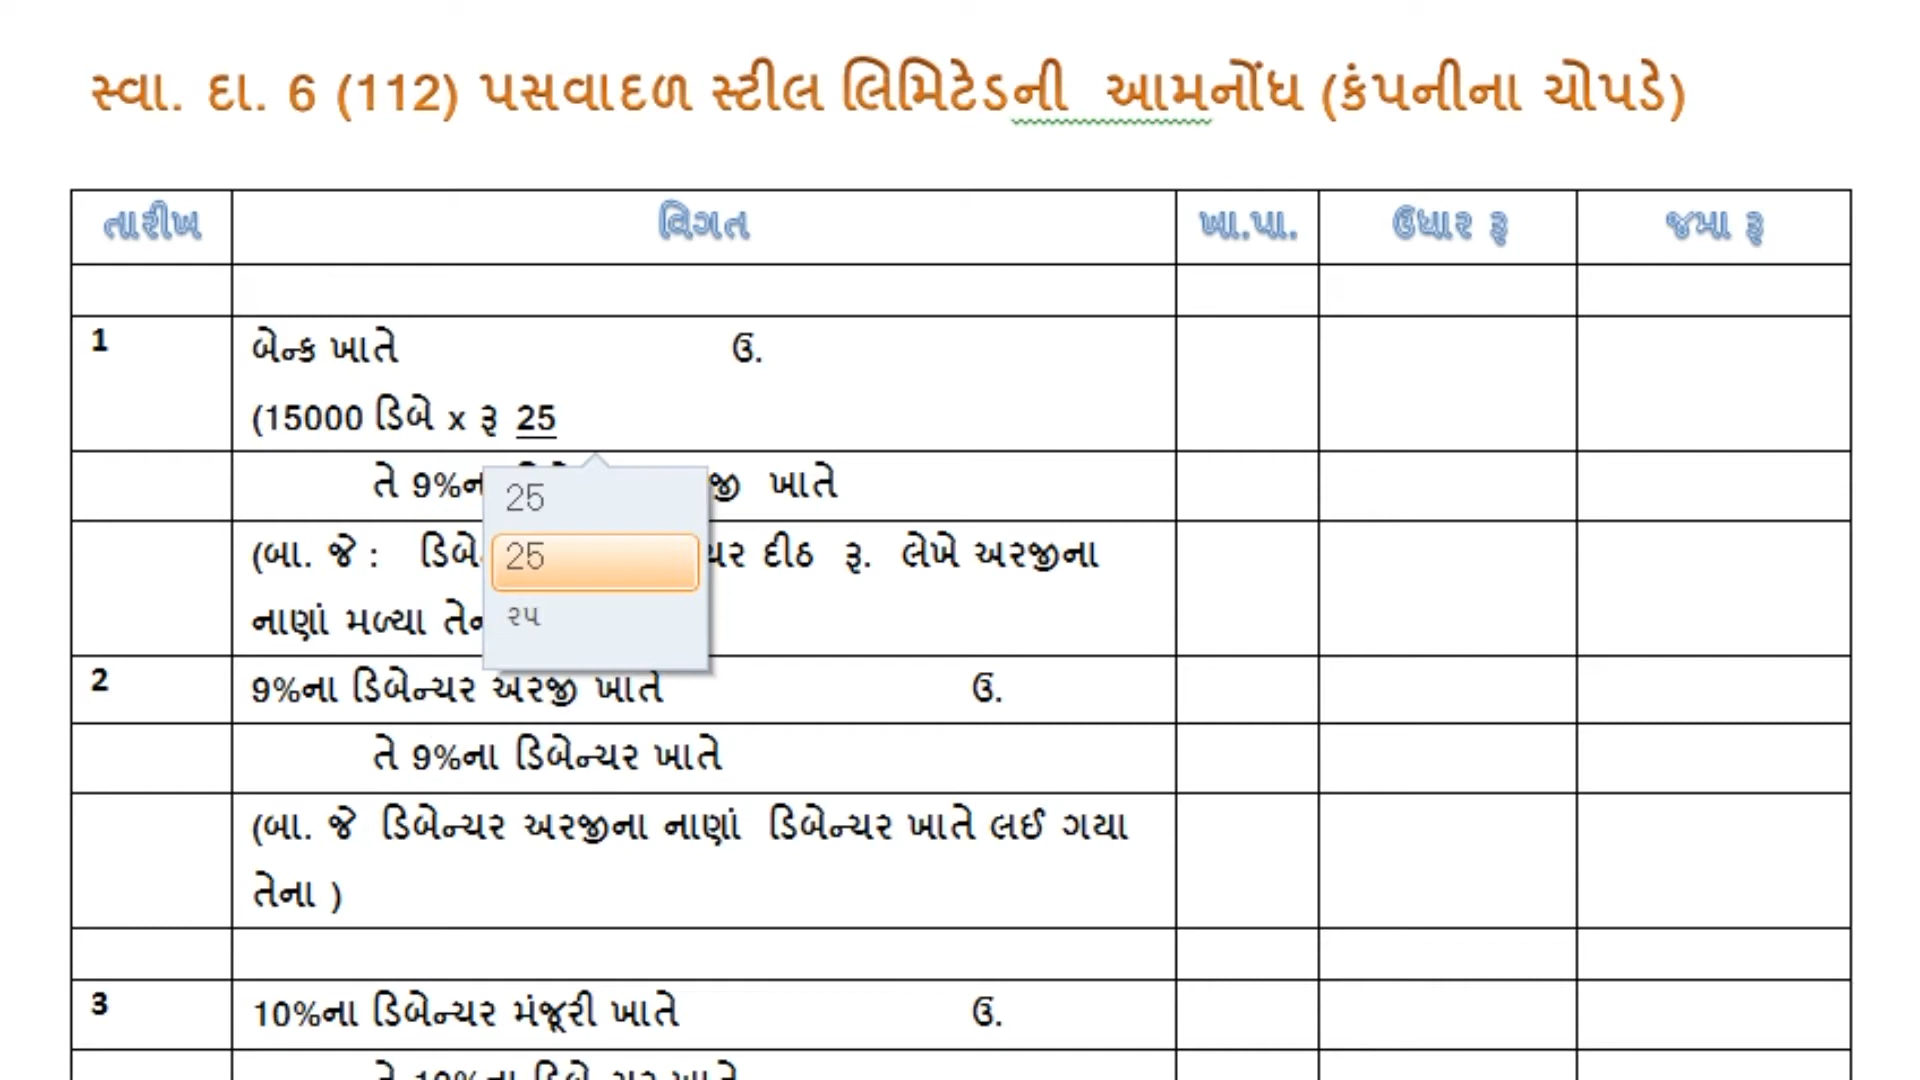 સ્વા. દા. 6 (112) પસવાદળ સ્ટીલ લિમિટેડની આમનોંધ (કંપનીના ચોપડે)
તારીખ વિગત ખા.પા. ઉધાર રૂ જમા રૂ
1 બેન્ક ખાતે ઉ.
(15000 ડિબે x રૂ 25
તે 9%ના ખાતે
25
(બા. જે : દીઠ રૂ. લેખે અરજીના
25
નાણાં મળ્યા
૨૫
2 9%ના ડિબેન્ચર અરજી ખાતે ઉ.
તે 9%ના ડિબેન્ચર ખાતે
(બા. જે ડિબેન્ચર અરજીના નાણાં ડિબેન્ચર ખાતે લઈ ગયા
તેના )
3 10%ના ડિબેન્ચર મંજૂરી ખાતે ઉ.